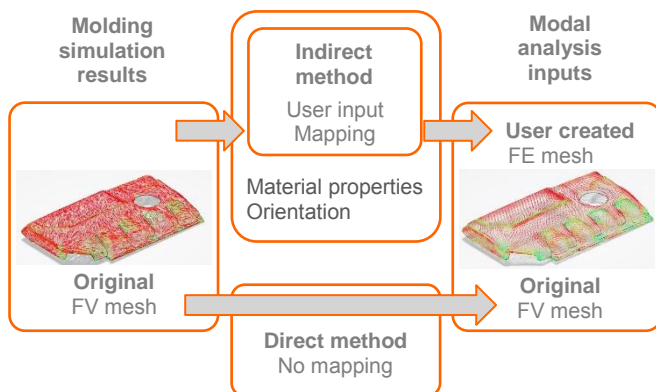 Molding
simulation
results
Indirect
method
User input
Mapping
Material properties
Orientation
Modal
analysis
inputs
User created
FE mesh
Original
FV mesh
Original
FV mesh
Direct method
No mapping